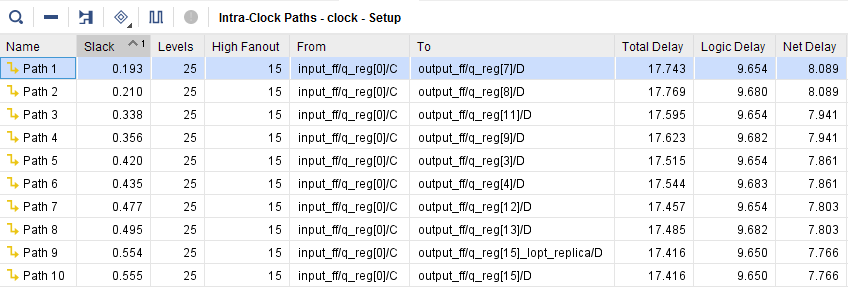 Intra-Clock Paths - clock - Setup
Name Slack 1 Levels High Fanout From To Total Delay Logic Delay Net Delay
Path 1 0.193 25 15 input_ff/q_reg[0]/C output_ff/q_reg[7]/D 17.743 9.654 8.089
Path 2 0.210 25 15 input_ff/q_reg[0]/C output_ff/q_reg[8]/D 17.769 9.680 8.089
Path 3 0.338 25 15 input_ff/q_reg[0]/C output_ff/q_reg[11]/D 17.595 9.654 7.941
Path 4 0.356 25 15 input_ff/q_reg[0]/C output_ff/q_reg[9]/D 17.623 9.682 7.941
Path 5 0.420 25 15 input_ff/q_reg[0]/C output_ff/q_reg[3]/D 17.515 9.654 7.861
Path 6 0.435 25 15 input_ff/q_reg[0]/C output_ff/q_reg[4]/D 17.544 9.683 7.861
Path 7 0.477 25 15 input_ff/q_reg[0]/C output_ff/q_reg[12]/D 17.457 9.654 7.803
Path 8 0.495 25 15 input_ff/q_reg[0]/C output_ff/q_reg[13]/D 17.485 9.682 7.803
Path 9 0.554 25 15 input_ff/q_reg[0]/C output_ff/q_reg[15]_lopt_replica/D 17.416 9.650 7.766
Path 10 0.555 25 15 input_ff/q_reg[0]/C output_ff/q_reg[15]/D 17.416 9.650 7.766